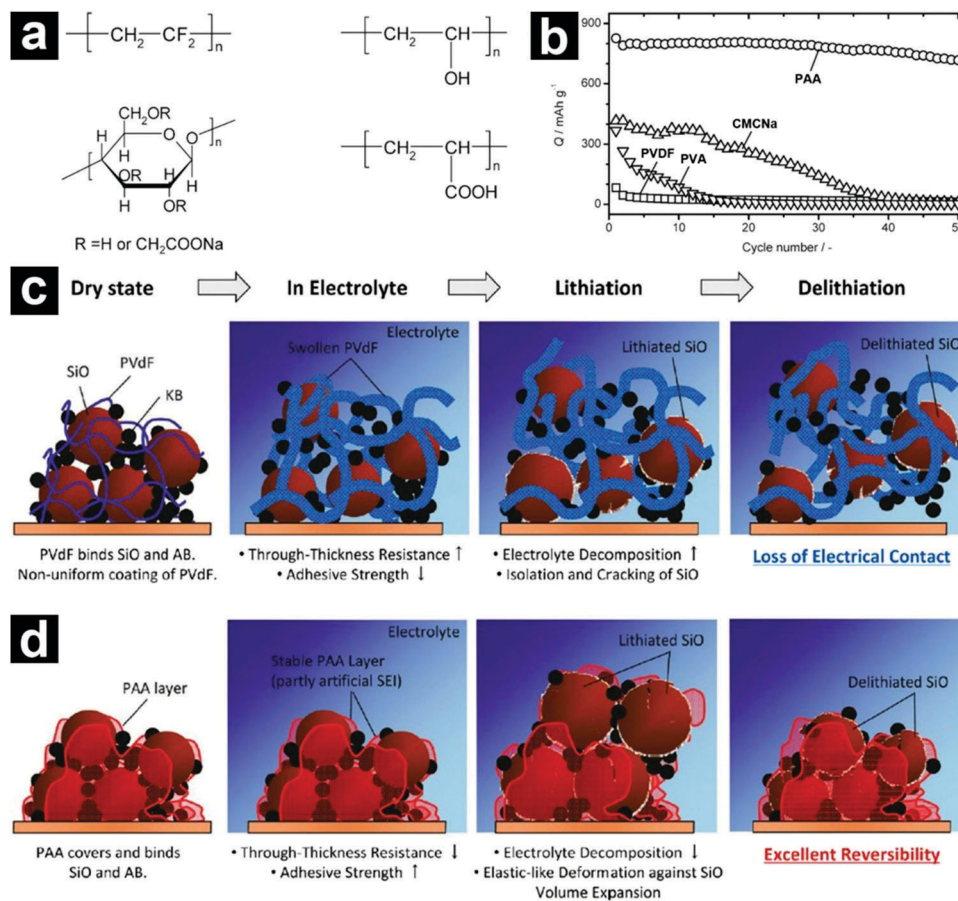 a
CH₂ CF₂ n
CH₂ CH n
OH
CH₂OR
H O O n
H
OR H H
H OR
CH₂ CH n
COOH
R =H or CH₂COONa
b
900
600
300
0
Q / mAh g⁻¹
PAA
CMCNa
PVDF PVA
0 10 20 30 40 50
Cycle number / -
c
Dry state In Electrolyte Lithiation Delithiation
SiO PVdF
KB
Electrolyte
Swollen PVdF
Lithiated SiO
Delithiated SiO
PVdF binds SiO and AB.
Non-uniform coating of PVdF.
• Through-Thickness Resistance ↑
• Adhesive Strength ↓
• Electrolyte Decomposition ↑
• Isolation and Cracking of SiO
Loss of Electrical Contact
d
PAA layer
Electrolyte
Stable PAA Layer
(partly artificial SEI)
Lithiated SiO
Delithiated SiO
PAA covers and binds
SiO and AB.
• Through-Thickness Resistance ↓
• Adhesive Strength ↑
• Electrolyte Decomposition ↓
• Elastic-like Deformation against SiO
Volume Expansion
Excellent Reversibility